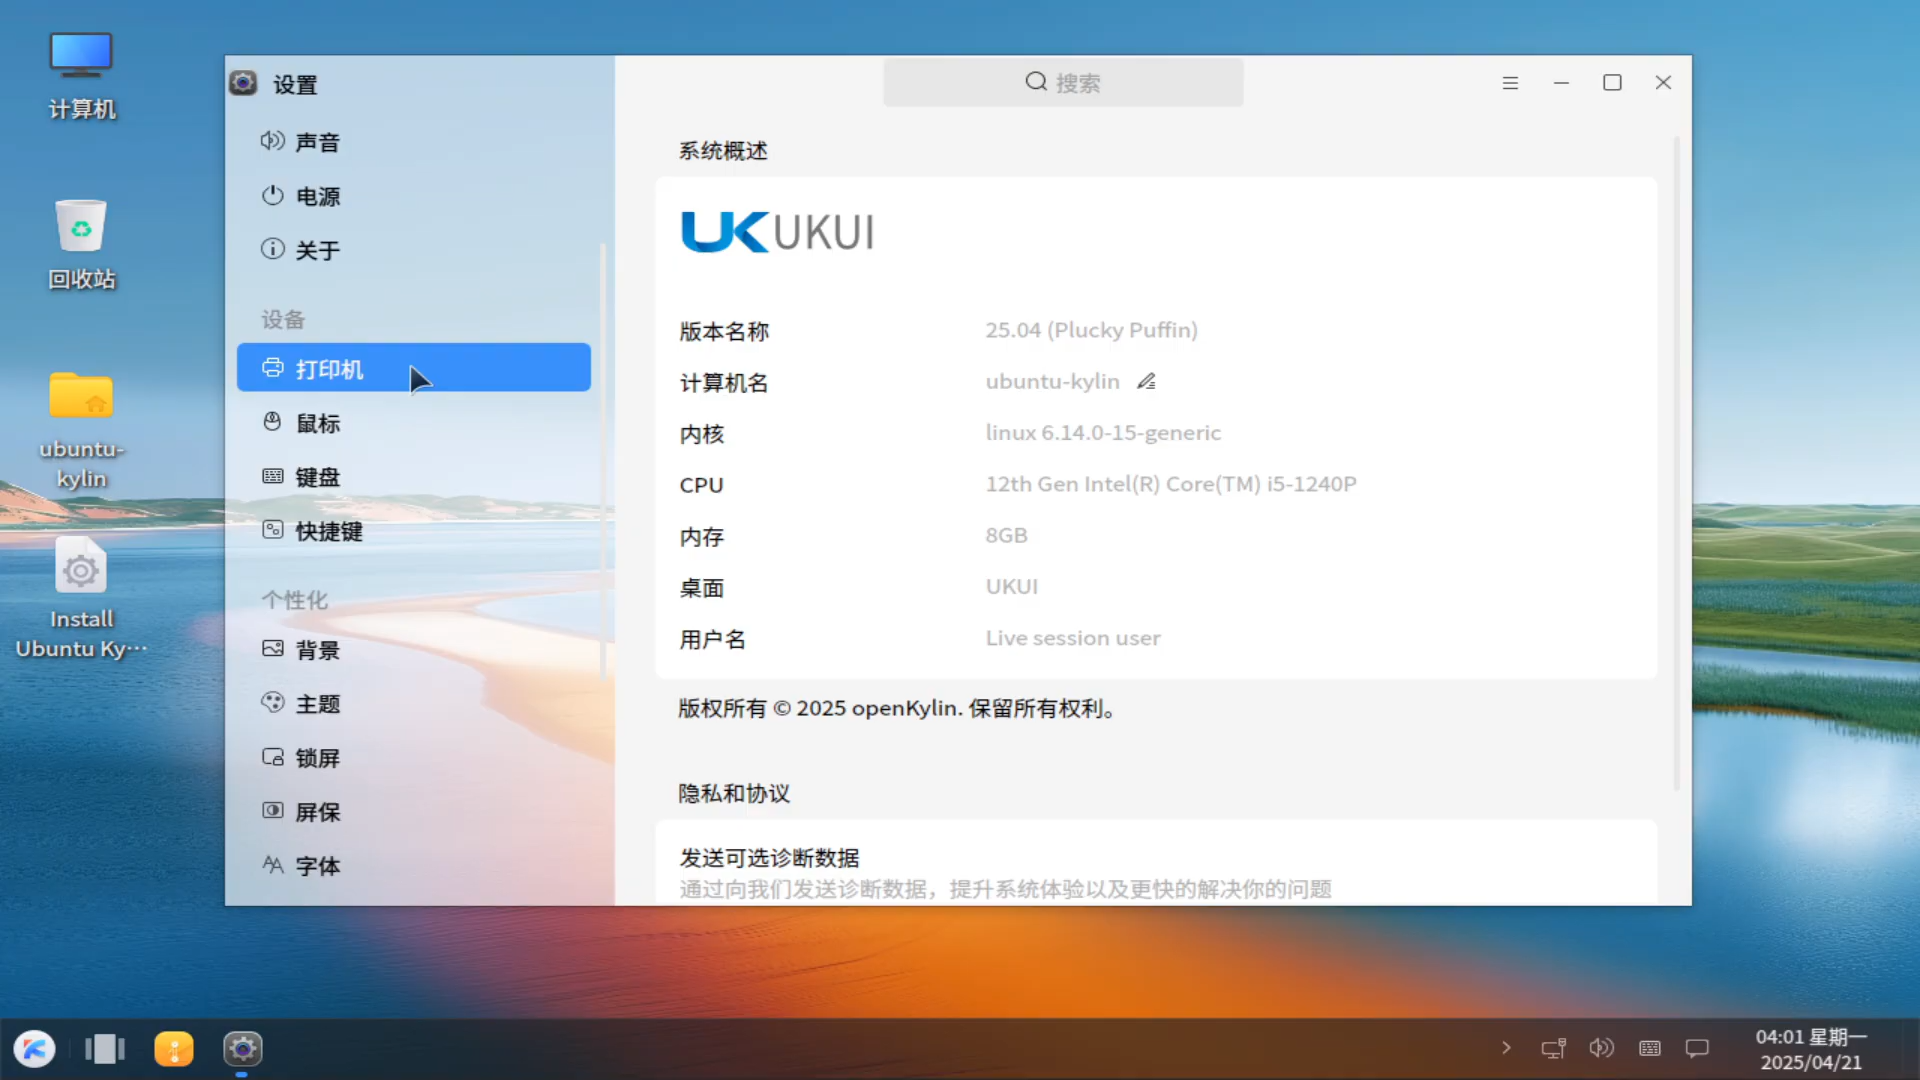 计算机
回收站
ubuntu-
kylin
Install
Ubuntu Ky···
设置
声音
电源
关于
设备
打印机
鼠标
键盘
快捷键
个性化
背景
主题
锁屏
屏保
字体
搜索
系统概述
UK UKUI
版本名称 25.04 (Plucky Puffin)
计算机名 ubuntu-kylin
内核 linux 6.14.0-15-generic
CPU 12th Gen Intel(R) Core(TM) i5-1240P
内存 8GB
桌面 UKUI
用户名 Live session user
版权所有 © 2025 openKylin. 保留所有权利。
隐私和协议
发送可选诊断数据
通过向我们发送诊断数据，提升系统体验以及更快的解决你的问题
04:01 星期一
2025/04/21